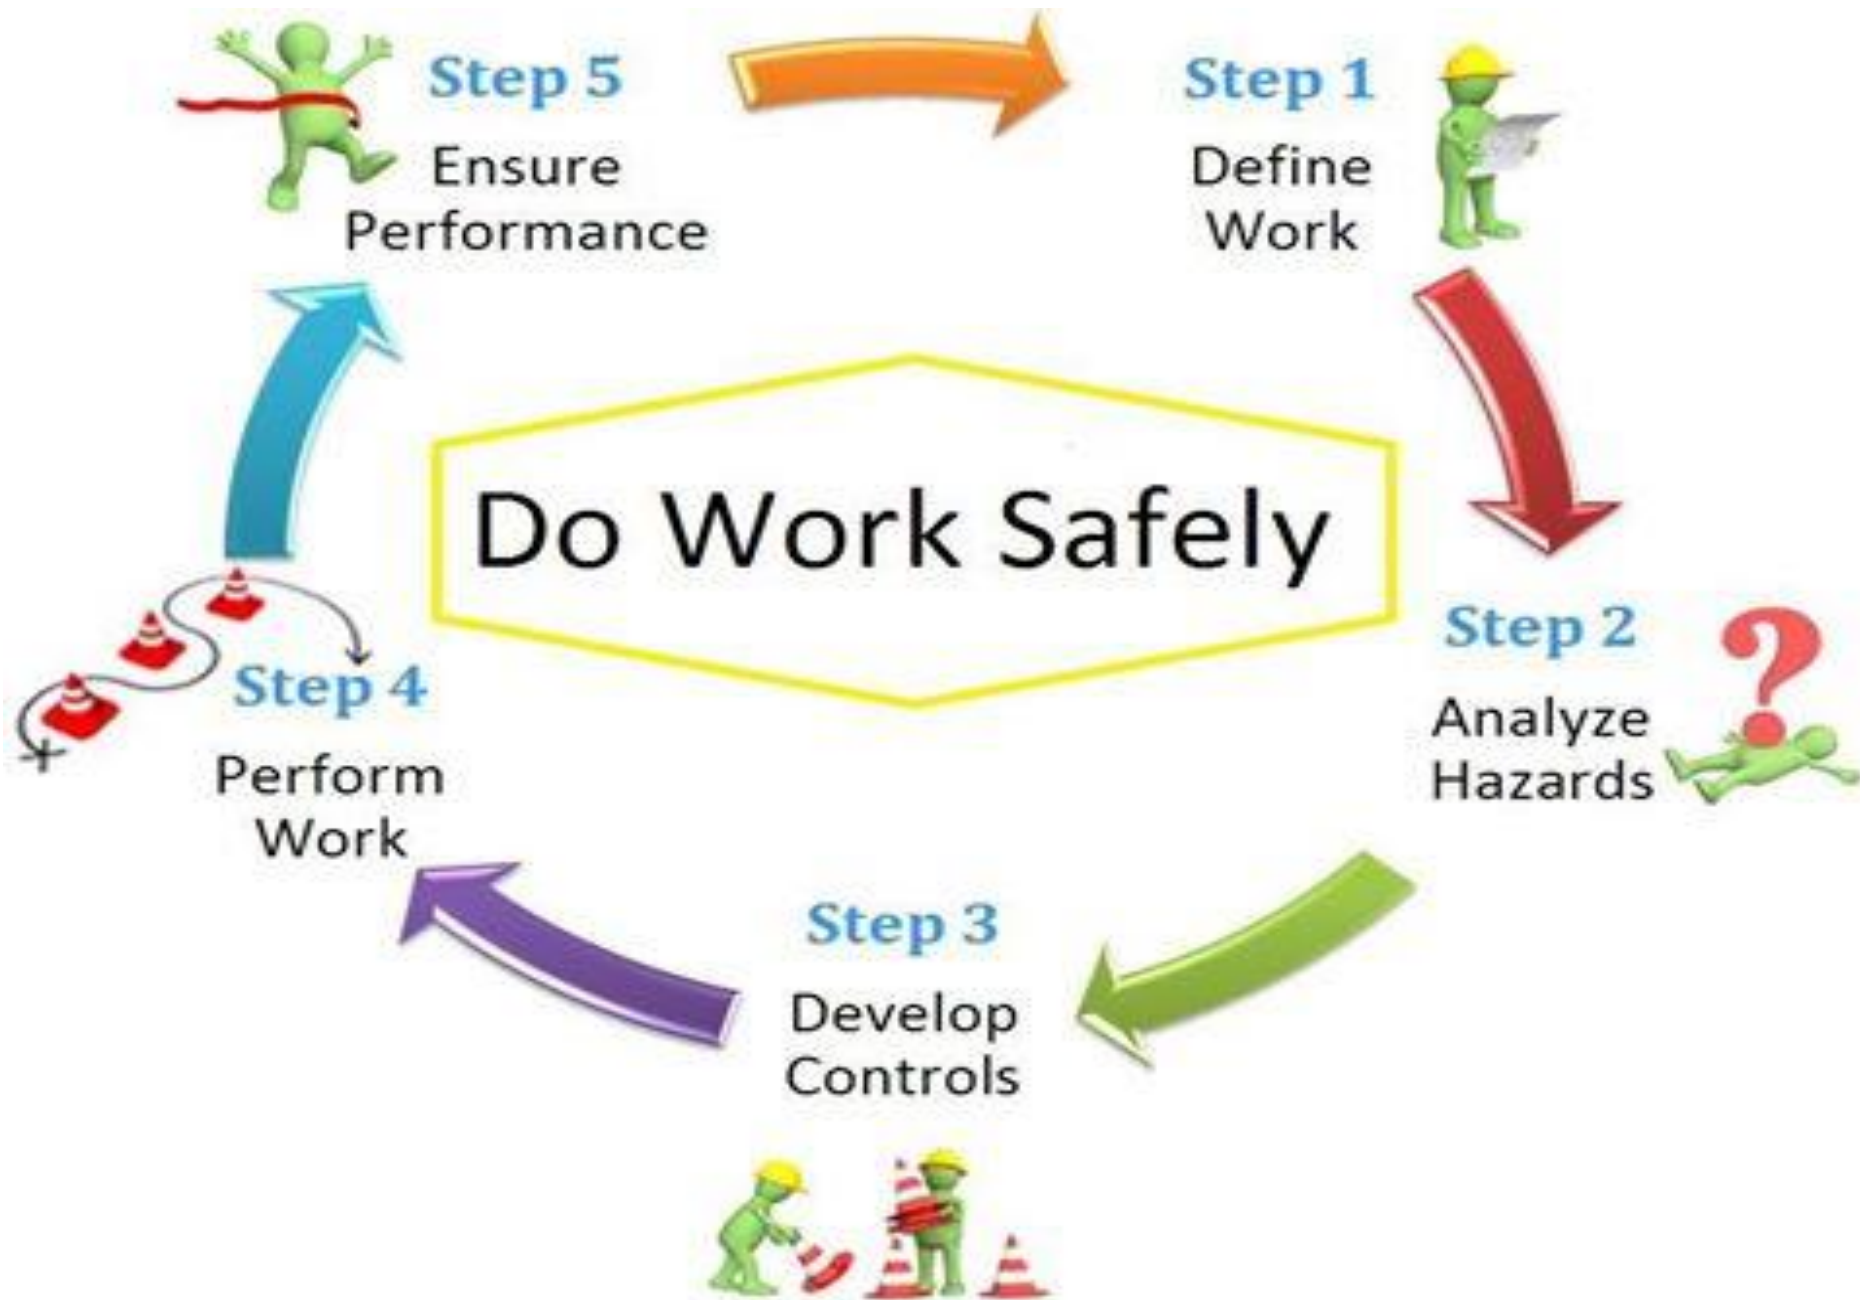 Step 1
Define
Work
Step 2
Analyze
Hazards
Step 3
Develop
Controls
Step 4
Perform
Work
Step 5
Ensure
Performance
Do Work Safely